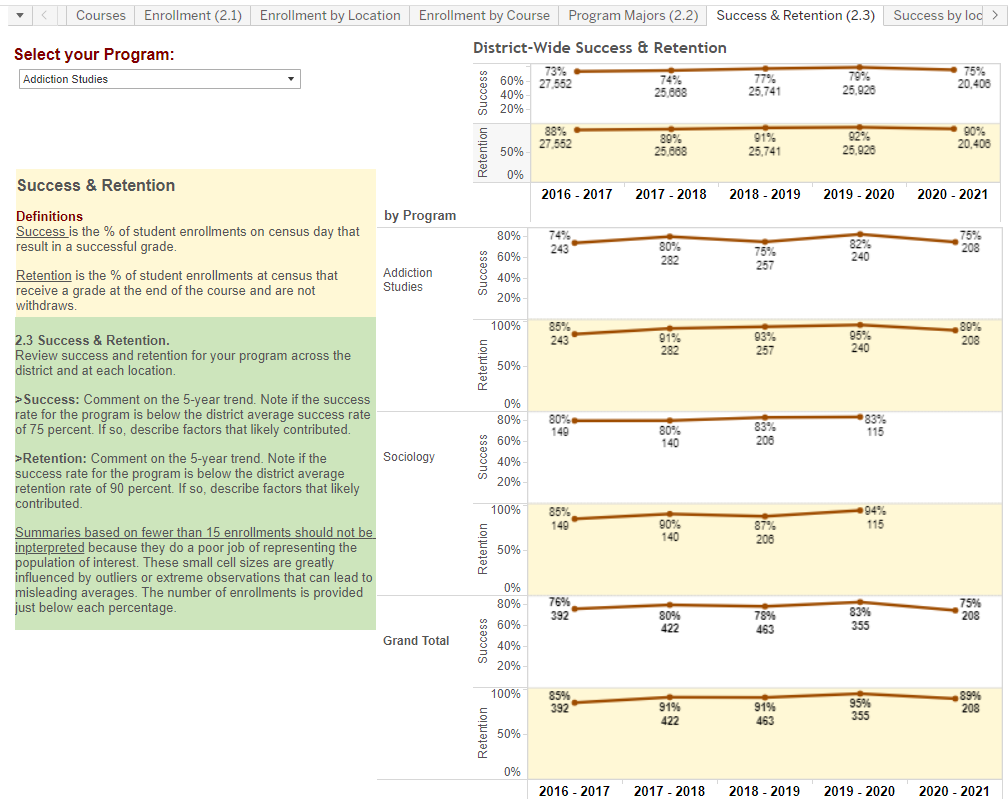 Courses
Enrollment (2.1)
Enrollment by Location
Enrollment by Course
Program Majors (2.2)
Success & Retention (2.3)
Success by loc
Select your Program:
Addiction Studies
District-Wide Success & Retention
Success
60%
40%
20%
73%
27,552
74%
25,668
77%
25,741
79%
25,926
75%
20,406
Retention
50%
0%
88%
27,552
89%
25,668
91%
25,741
92%
25,926
90%
20,406
2016 - 2017
2017 - 2018
2018 - 2019
2019 - 2020
2020 - 2021
Success & Retention
Definitions
Success is the % of student enrollments on census day that
result in a successful grade.
Retention is the % of student enrollments at census that
receive a grade at the end of the course and are not
withdraws.
2.3 Success & Retention.
Review success and retention for your program across the
district and at each location.
>Success: Comment on the 5-year trend. Note if the success
rate for the program is below the district average success rate
of 75 percent. If so, describe factors that likely contributed.
>Retention: Comment on the 5-year trend. Note if the
success rate for the program is below the district average
retention rate of 90 percent. If so, describe factors that likely
contributed.
Summaries based on fewer than 15 enrollments should not be
inpterpreted because they do a poor job of representing the
population of interest. These small cell sizes are greatly
influenced by outliers or extreme observations that can lead to
misleading averages. The number of enrollments is provided
just below each percentage.
by Program
Addiction
Studies
Success
80%
60%
40%
20%
74%
243
80%
282
75%
257
82%
240
75%
208
Retention
100%
50%
0%
85%
243
91%
282
93%
257
95%
240
89%
208
Sociology
Success
80%
60%
40%
20%
80%
149
80%
140
83%
206
83%
115
Retention
100%
50%
0%
85%
149
90%
140
87%
206
94%
115
Grand Total
Success
80%
60%
40%
20%
76%
392
80%
422
78%
463
83%
355
75%
208
Retention
100%
50%
0%
85%
392
91%
422
91%
463
95%
355
89%
208
2016 - 2017
2017 - 2018
2018 - 2019
2019 - 2020
2020 - 2021